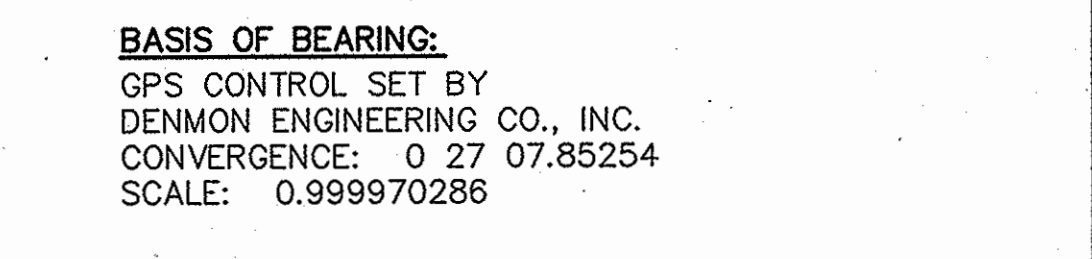 BASIS OF BEARING:
GPS CONTROL SET BY
DENMON ENGINEERING CO., INC.
CONVERGENCE: 0 27 07.85254
SCALE: 0.999970286